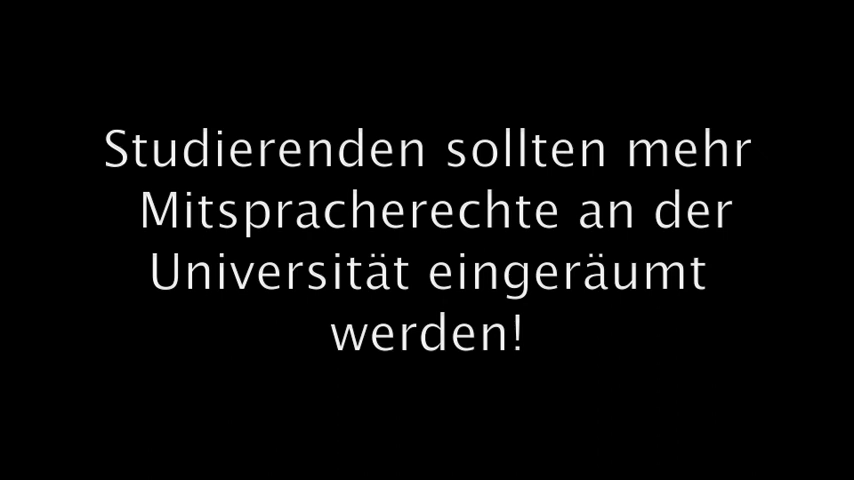 Studierenden sollten mehr
Mitspracherechte an der
Universität eingeräumt
werden!